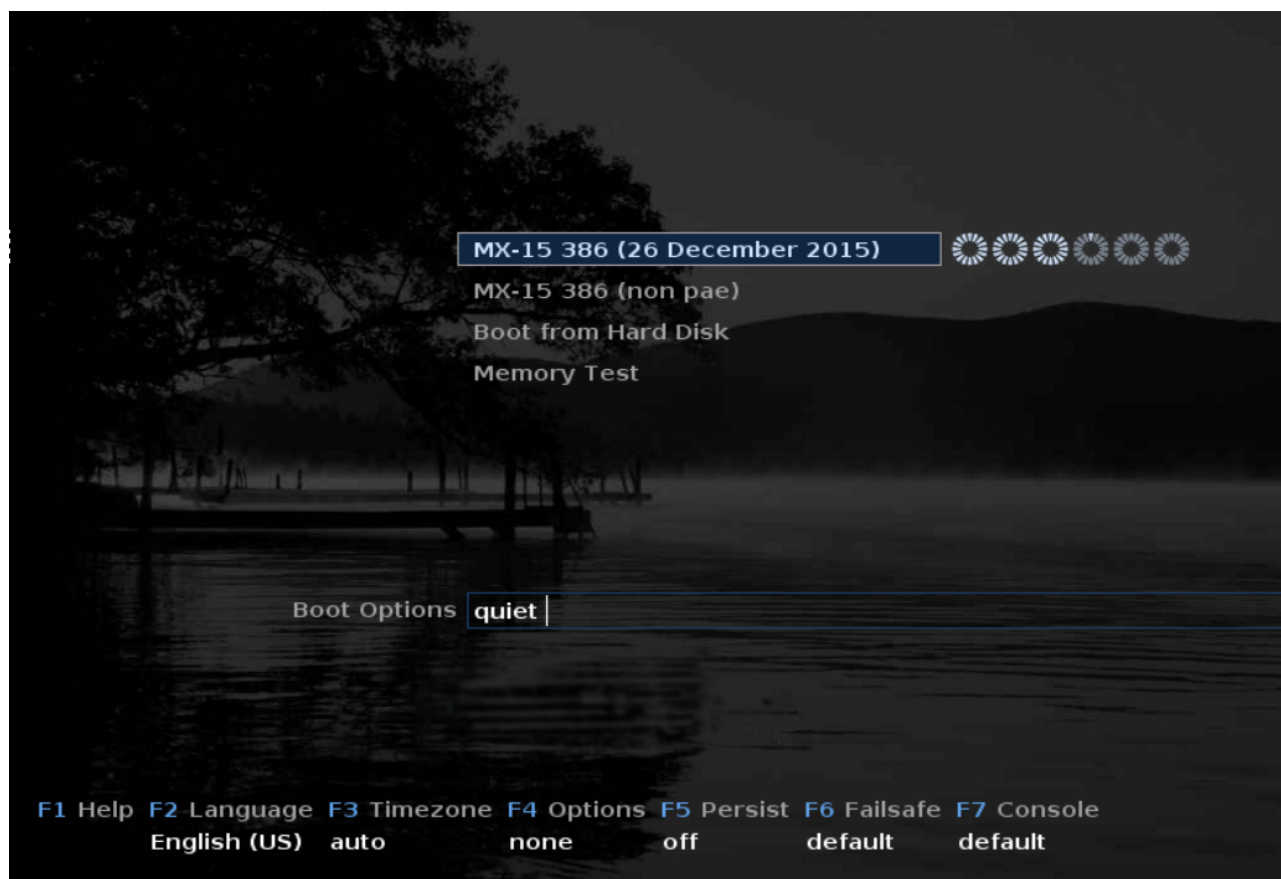 MX-15 386 (26 December 2015)
MX-15 386 (non pae)
Boot from Hard Disk
Memory Test
Boot Options quiet
F1 Help F2 Language F3 Timezone F4 Options F5 Persist F6 Failsafe F7 Console
English (US) auto none off default default